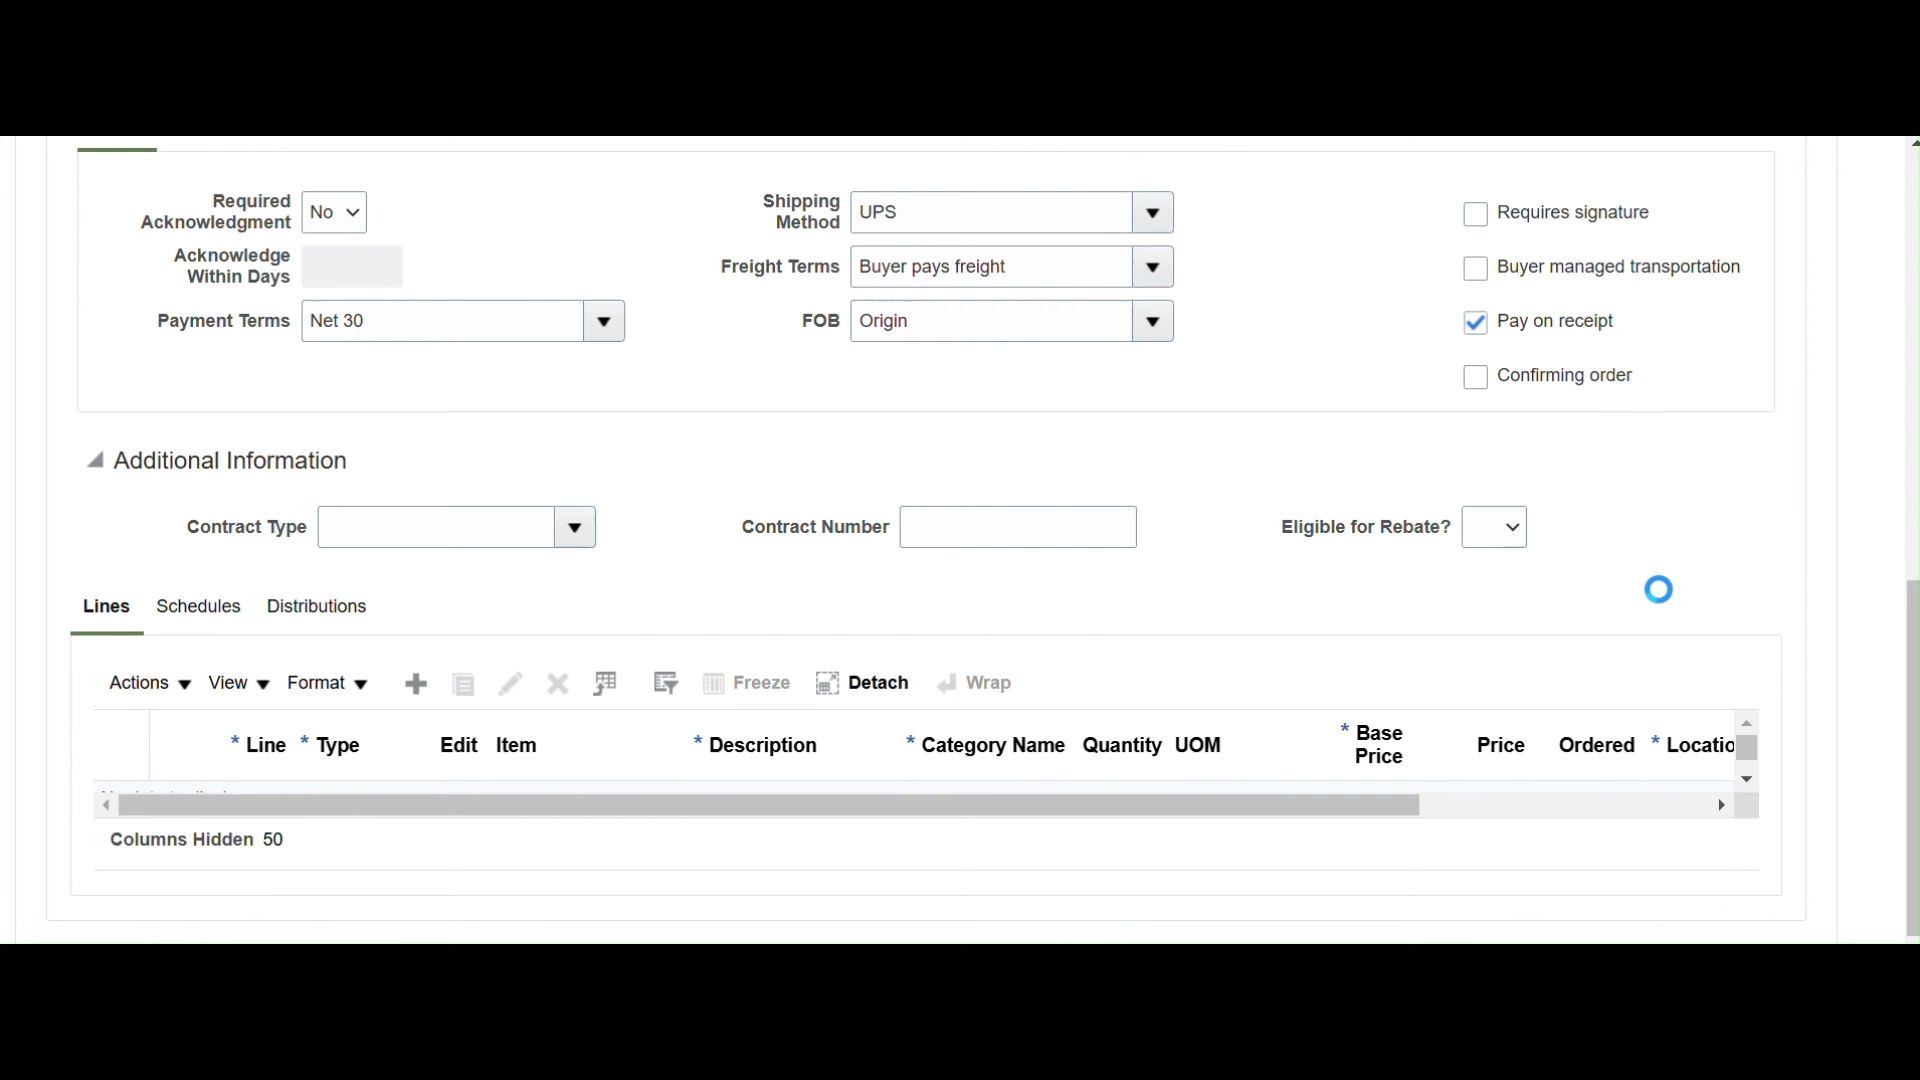 Required Acknowledgment No
Shipping Method UPS
Requires signature
Acknowledge Within Days
Freight Terms Buyer pays freight
Buyer managed transportation
Payment Terms Net 30
FOB Origin
Pay on receipt
Confirming order
Additional Information
Contract Type
Contract Number
Eligible for Rebate?
Lines Schedules Distributions
Actions View Format Freeze Detach Wrap
* Line * Type Edit Item * Description * Category Name Quantity UOM * Base Price Price Ordered * Locatio
Columns Hidden 50